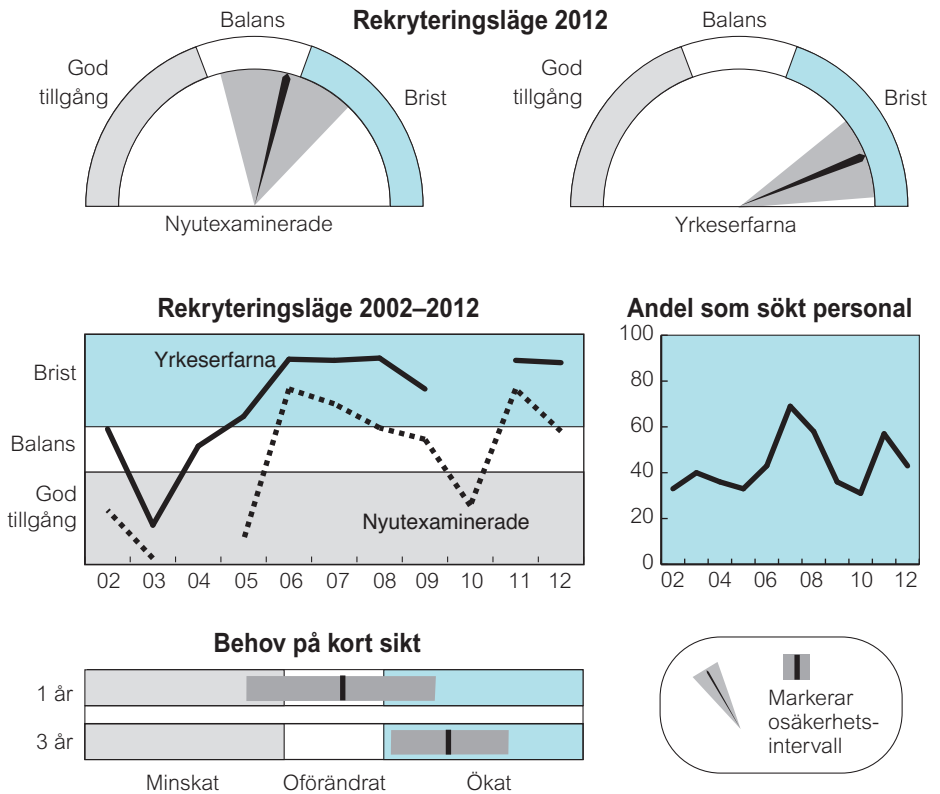 Rekryteringsläge 2012
Balans
God
tillgång
Brist
Nyutexaminerade
Balans
God
tillgång
Brist
Yrkeserfarna
Rekryteringsläge 2002–2012
Brist
Balans
God
tillgång
Yrkeserfarna
Nyutexaminerade
02 03 04 05 06 07 08 09 10 11 12
Andel som sökt personal
100
80
60
40
20
0
02 04 06 08 10 12
Behov på kort sikt
1 år
3 år
Minskat Oförändrat Ökat
Markerar
osäkerhets-
intervall